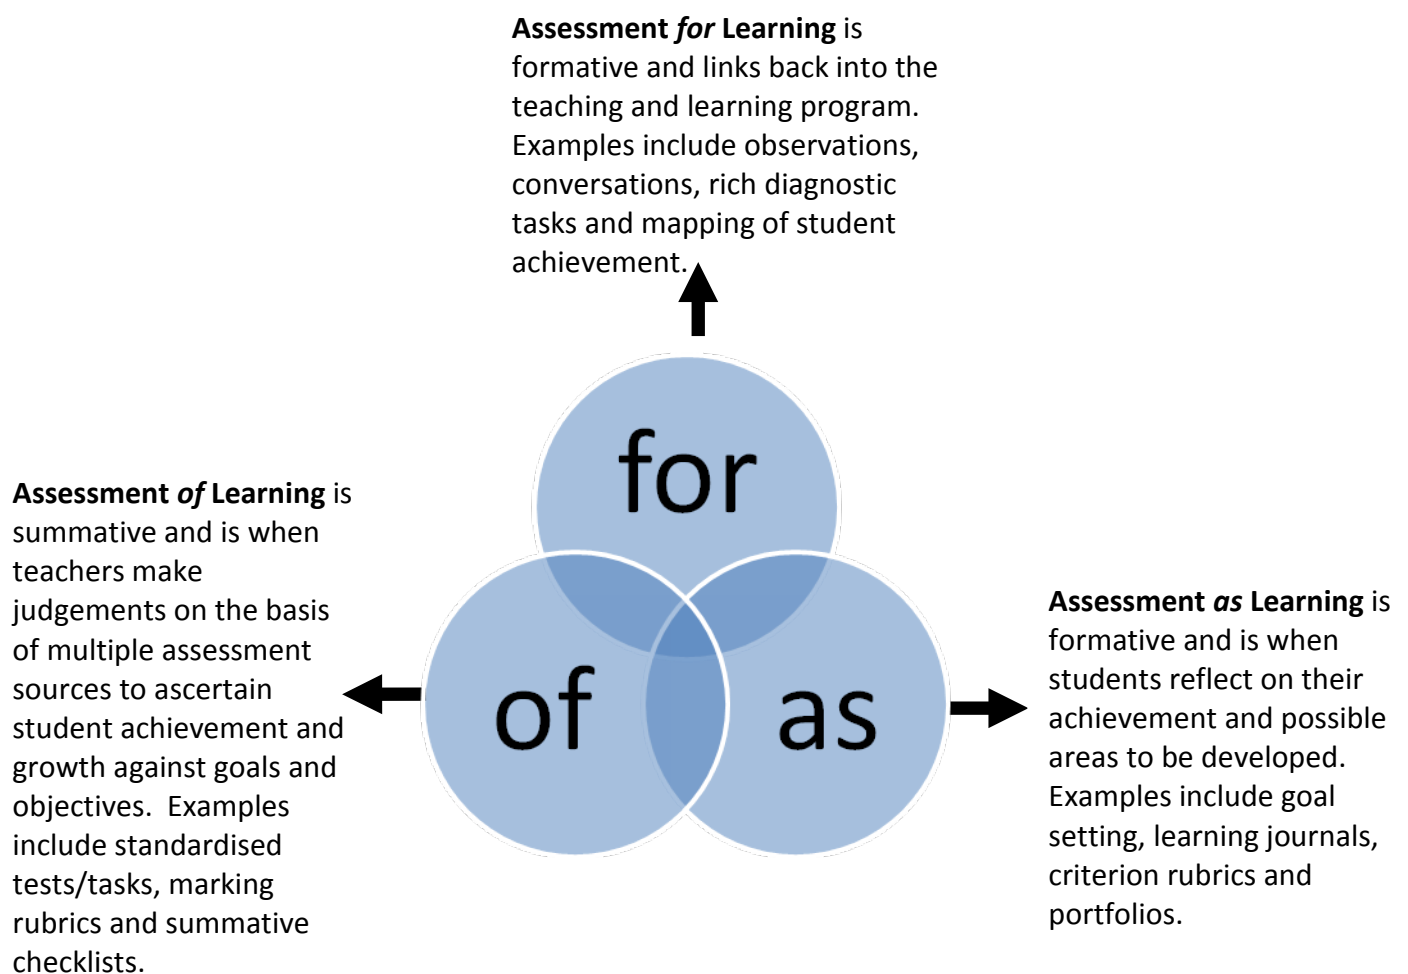 Assessment for Learning is
formative and links back into the
teaching and learning program.
Examples include observations,
conversations, rich diagnostic
tasks and mapping of student
achievement.
for
Assessment of Learning is
summative and is when
teachers make
judgements on the basis
of multiple assessment
sources to ascertain
student achievement and
growth against goals and
objectives.  Examples
include standardised
tests/tasks, marking
rubrics and summative
checklists.
of
as
Assessment as Learning is
formative and is when
students reflect on their
achievement and possible
areas to be developed.
Examples include goal
setting, learning journals,
criterion rubrics and
portfolios.